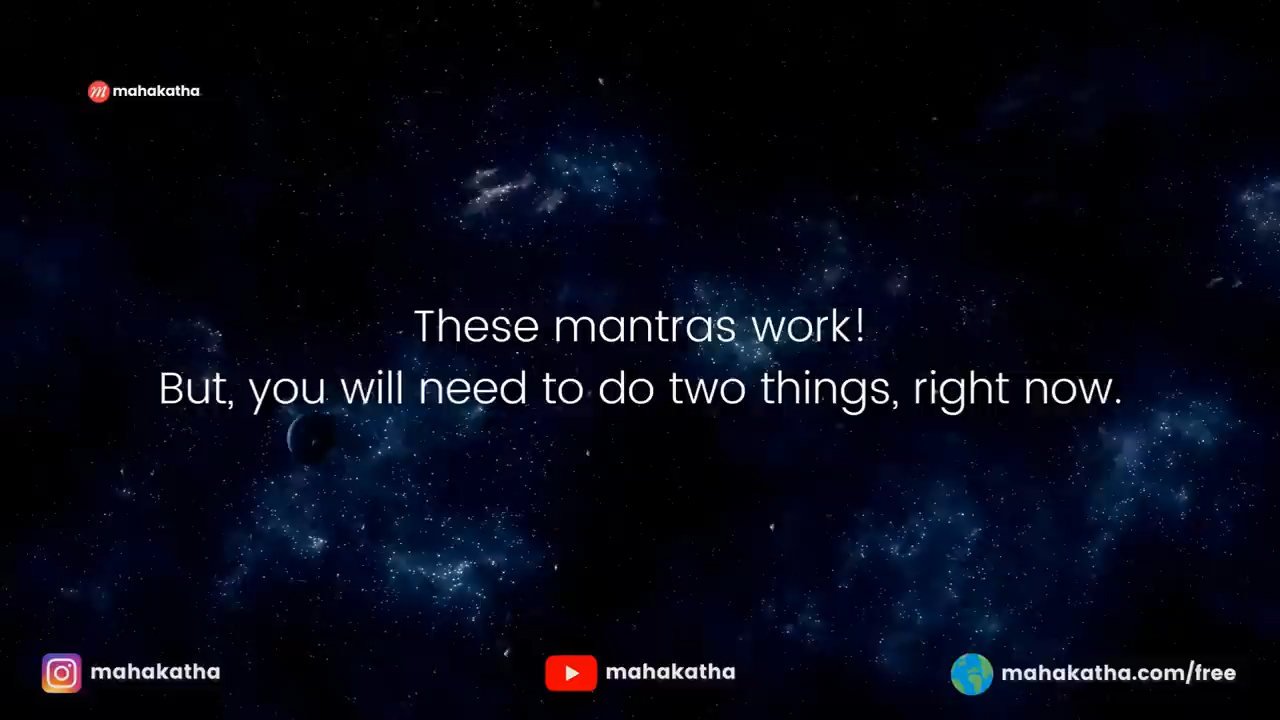 mahakatha
These mantras work!
But, you will need to do two things, right now.
mahakatha
mahakatha
mahakatha.com/free